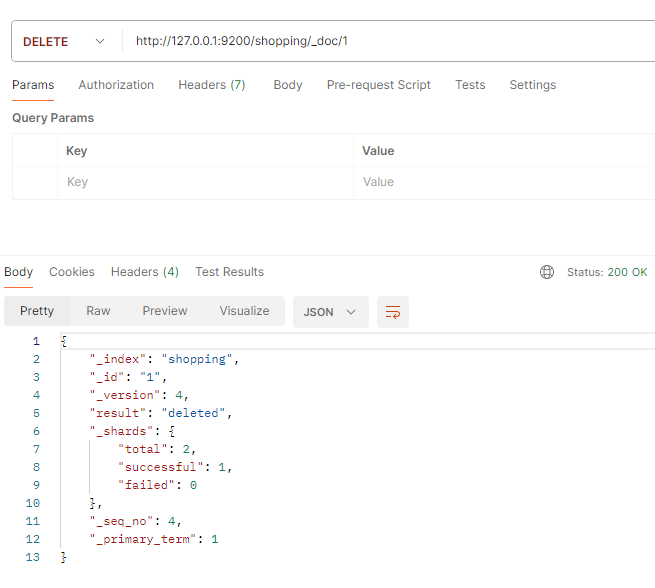 DELETE http://127.0.0.1:9200/shopping/_doc/1
Params Authorization Headers (7) Body Pre-request Script Tests Settings
Query Params
Key Value
Key Value
Body Cookies Headers (4) Test Results Status: 200 OK
Pretty Raw Preview Visualize JSON
1 {
2 "_index": "shopping",
3 "_id": "1",
4 "_version": 4,
5 "result": "deleted",
6 "_shards": {
7 "total": 2,
8 "successful": 1,
9 "failed": 0
10 },
11 "_seq_no": 4,
12 "_primary_term": 1
13 }